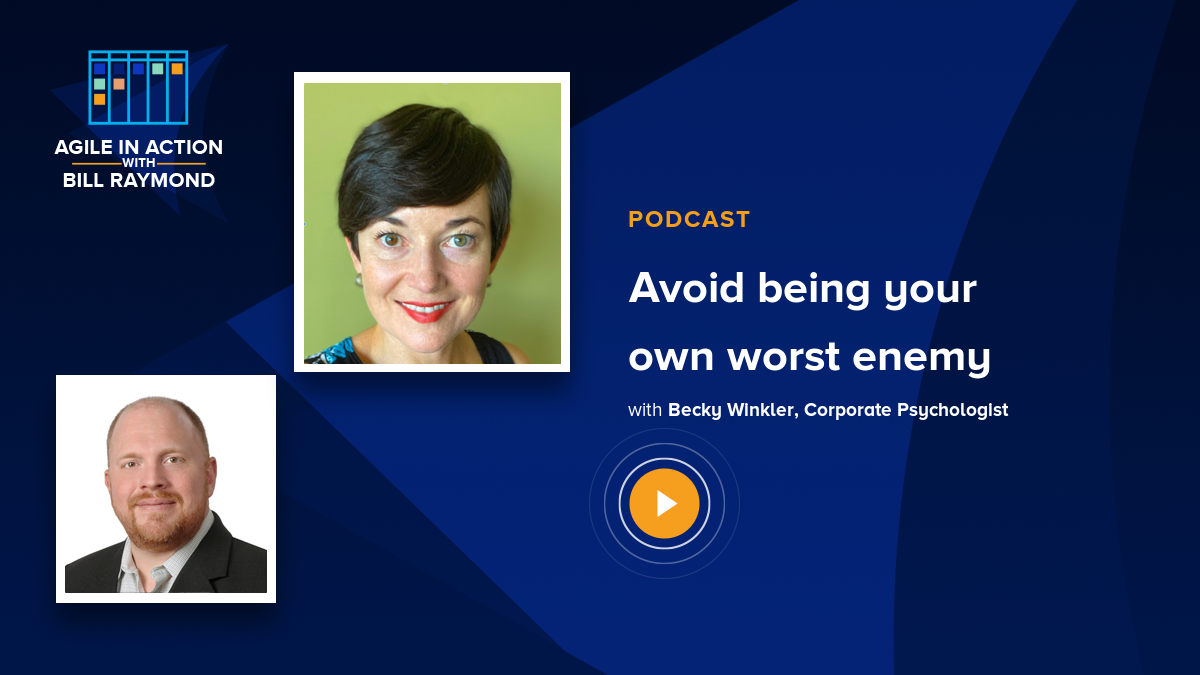 AGILE IN ACTION
WITH
BILL RAYMOND
PODCAST
Avoid being your
own worst enemy
with Becky Winkler, Corporate Psychologist